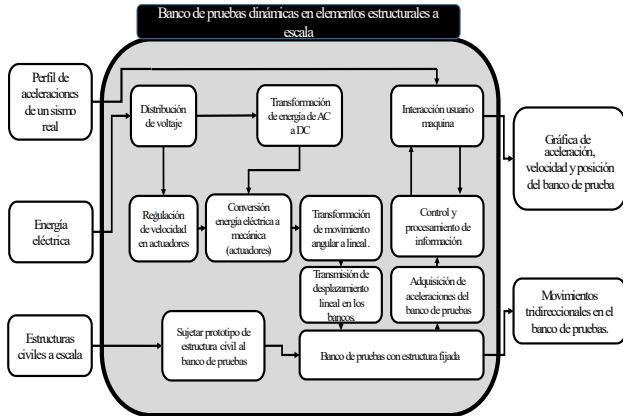 Banco de pruebas dinámicas en elementos estructurales a
escala
Perfil de
aceleraciones
de un sismo
real
Distribución
de voltaje
Transformación
de energía de AC
a DC
Interacción usuario
maquina
Gráfica de
aceleración,
velocidad y posición
del banco de prueba
Energía
eléctrica
Regulación
de velocidad
en actuadores
Conversión
energía eléctrica a
mecánica
(actuadores)
Transformación
de movimiento
angular a lineal.
Control y
procesamiento de
información
Transmisión de
desplazamiento
lineal en los
bancos.
Adquisición de
aceleraciones del
banco de pruebas
Movimientos
tridireccionales en el
banco de pruebas.
Estructuras
civiles a escala
Sujetar prototipo de
estructura civil al
banco de pruebas
Banco de pruebas con estructura fijada